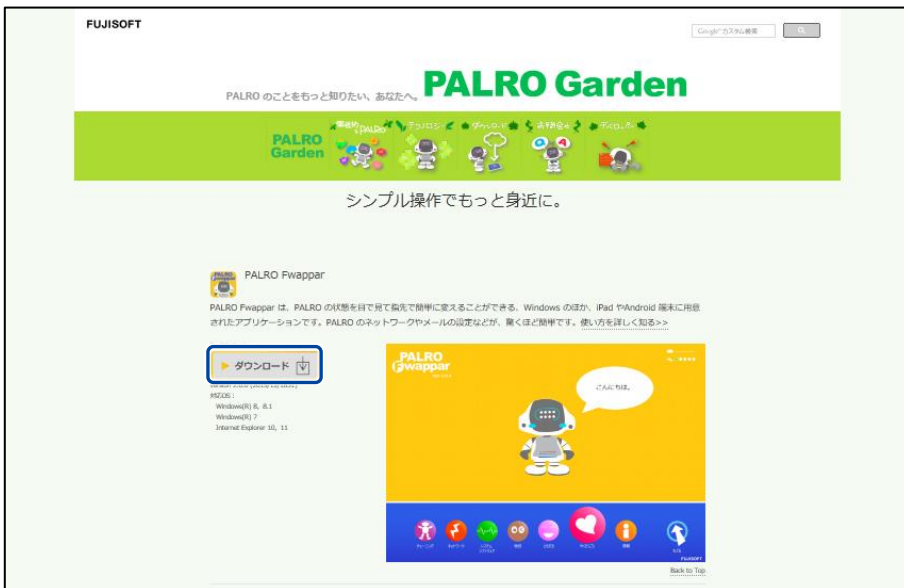 FUJISOFT
Google カスタム検索
PALRO のことをもっと知りたい、あなたへ。 PALRO Garden
PALRO
Garden
シンプル操作でもっと身近に。
PALRO Fwappar
PALRO Fwappar は、PALRO の状態を目で見て指先で簡単に変えることができる、Windows のほか、iPad やAndroid 端末に用意
されたアプリケーションです。PALRO のネットワークやメールの設定などが、驚くほど簡単です。使い方を詳しく知る>>
ダウンロード
対応OS：
Windows(R) 8, 8.1
Windows(R) 7
Internet Explorer 10, 11
PALRO
Fwappar
こんにちは。
FUJISOFT
Back to Top